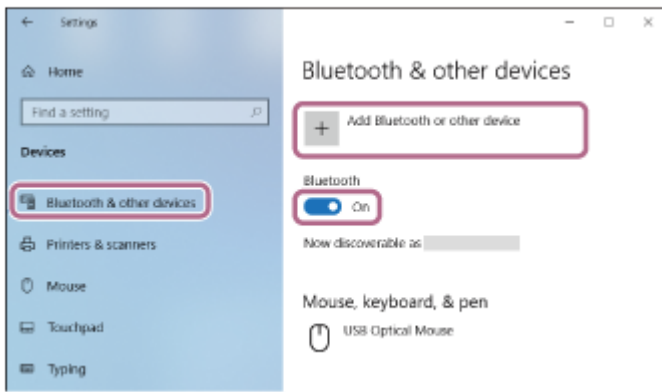 Settings
Home
Find a setting
Devices
Bluetooth & other devices
Printers & scanners
Mouse
Touchpad
Typing
Bluetooth & other devices
Add Bluetooth or other device
Bluetooth
On
Now discoverable as
Mouse, keyboard, & pen
USB Optical Mouse